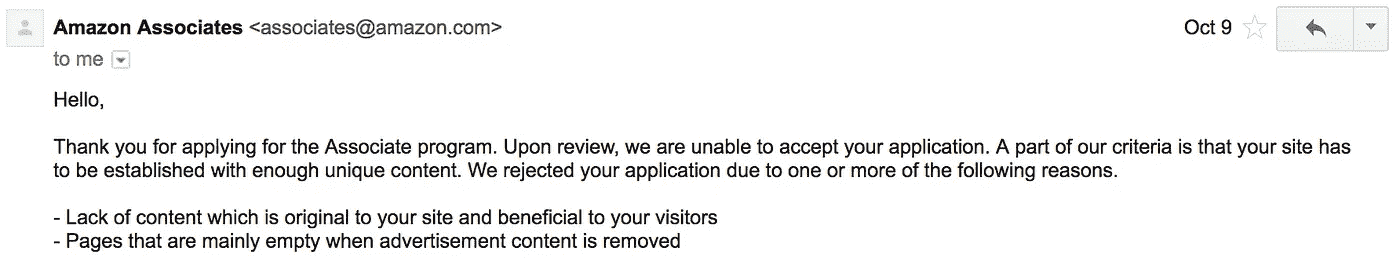 Amazon Associates <associates@amazon.com> Oct 9
to me
Hello,
Thank you for applying for the Associate program. Upon review, we are unable to accept your application. A part of our criteria is that your site has
to be established with enough unique content. We rejected your application due to one or more of the following reasons.
- Lack of content which is original to your site and beneficial to your visitors
- Pages that are mainly empty when advertisement content is removed